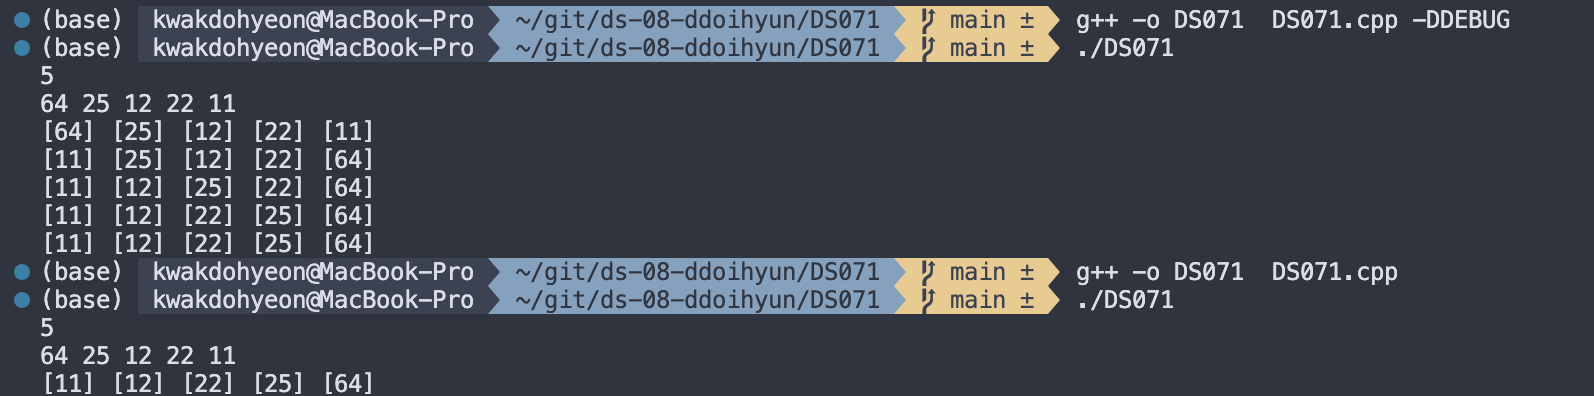 (base) kwakdohyeon@MacBook-Pro ~/git/ds-08-ddoihyun/DS071 main ± g++ -o DS071  DS071.cpp -DDEBUG
(base) kwakdohyeon@MacBook-Pro ~/git/ds-08-ddoihyun/DS071 main ± ./DS071
5
64 25 12 22 11
[64] [25] [12] [22] [11]
[11] [25] [12] [22] [64]
[11] [12] [25] [22] [64]
[11] [12] [22] [25] [64]
[11] [12] [22] [25] [64]
(base) kwakdohyeon@MacBook-Pro ~/git/ds-08-ddoihyun/DS071 main ± g++ -o DS071  DS071.cpp
(base) kwakdohyeon@MacBook-Pro ~/git/ds-08-ddoihyun/DS071 main ± ./DS071
5
64 25 12 22 11
[11] [12] [22] [25] [64]